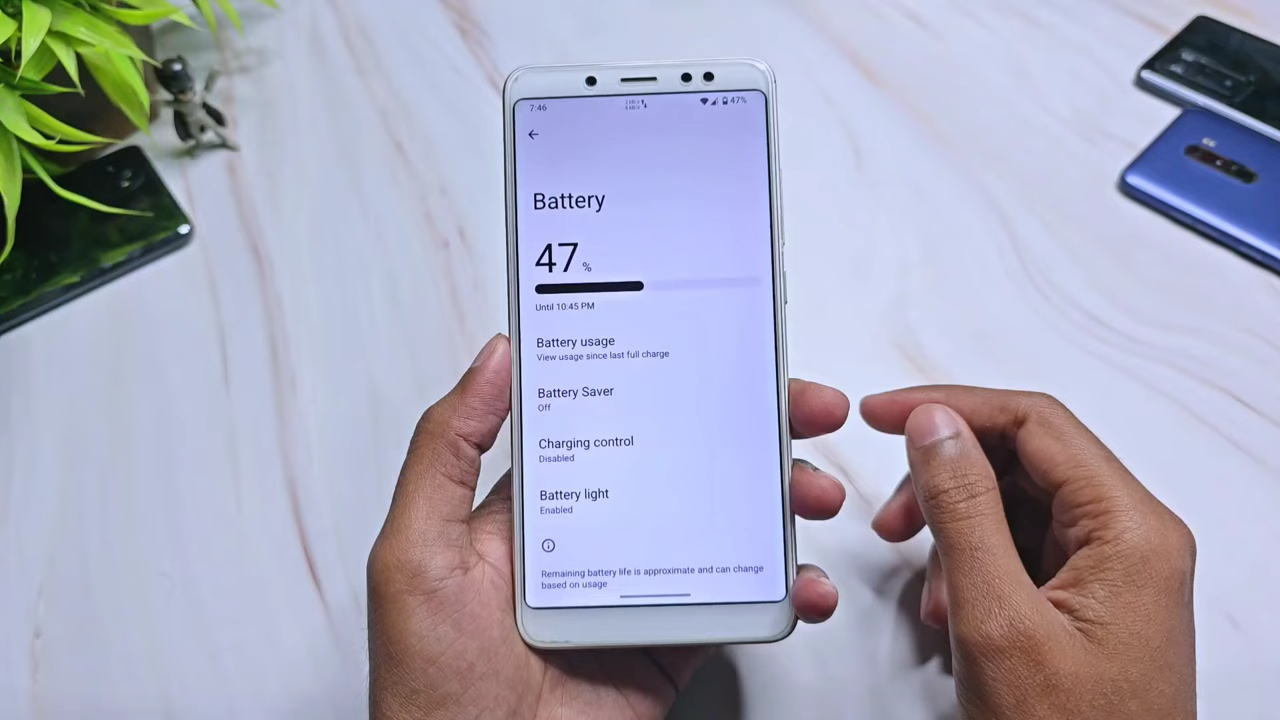 7:46
47%
Battery
47 %
Until 10:45 PM
Battery usage
View usage since last full charge
Battery Saver
Off
Charging control
Disabled
Battery light
Enabled
Remaining battery life is approximate and can change
based on usage